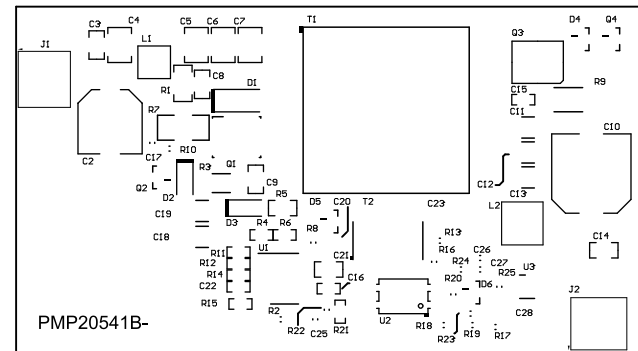 C3
C4
C5
C6
C7
T1
D4
Q4
Q3
J1
L1
C8
R1
D1
R9
C15
C11
R7
C10
R10
C2
C17
R3
Q1
C9
C12
Q2
D2
R5
D5
C20
T2
C23
C13
L2
C19
D3
R4
R6
R8
R13
C18
U1
R16
C26
C14
R11
R12
C21
R24
C27
U3
R14
C16
R20
D6
R25
C22
J2
R15
R2
R22
C25
R21
U2
R18
R23
R19
R17
C28
PMP20541B-